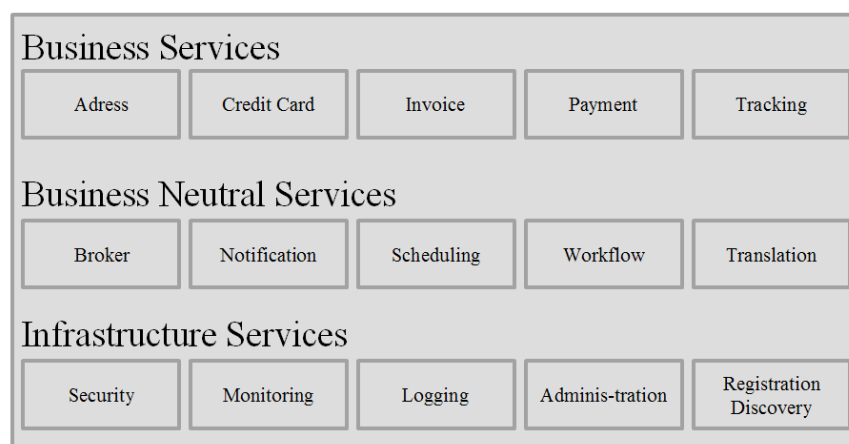 Business Services
Adress
Credit Card
Invoice
Payment
Tracking
Business Neutral Services
Broker
Notification
Scheduling
Workflow
Translation
Infrastructure Services
Security
Monitoring
Logging
Adminis-tration
Registration
Discovery